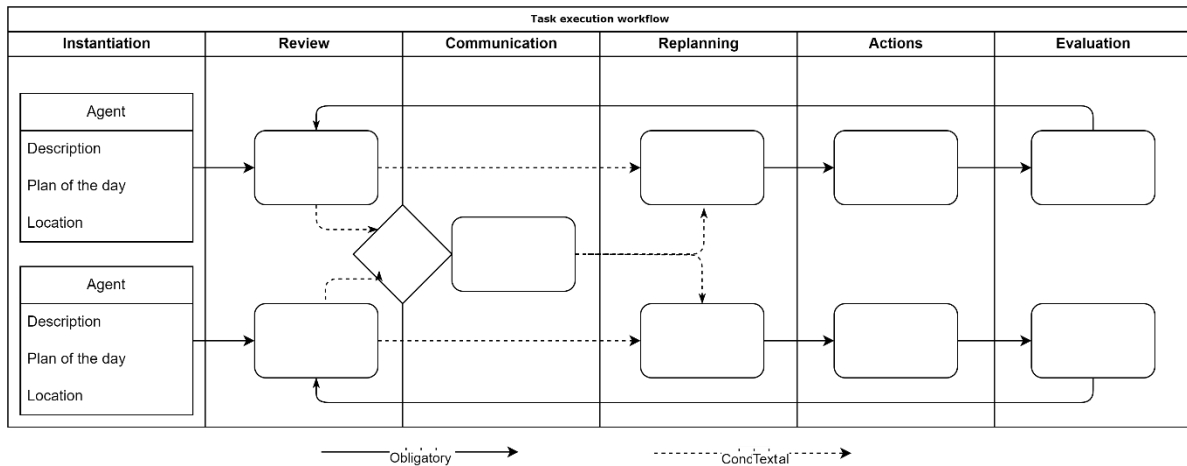 Task execution workflow
Instantiation Review Communication Replanning Actions Evaluation
Agent
Description
Plan of the day
Location
Agent
Description
Plan of the day
Location
Obligatory ConcTextal